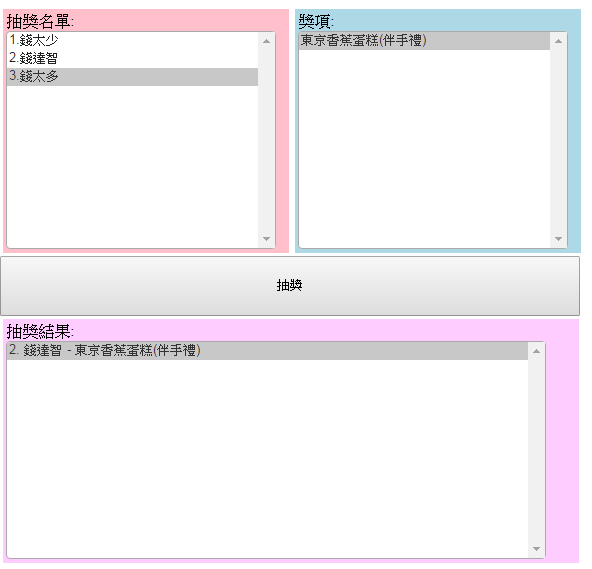 抽獎名單:
1.錢太少
2.錢達智
3.錢太多
獎項:
東京香蕉蛋糕(伴手禮)
抽獎
抽獎結果:
2. 錢達智 - 東京香蕉蛋糕(伴手禮)